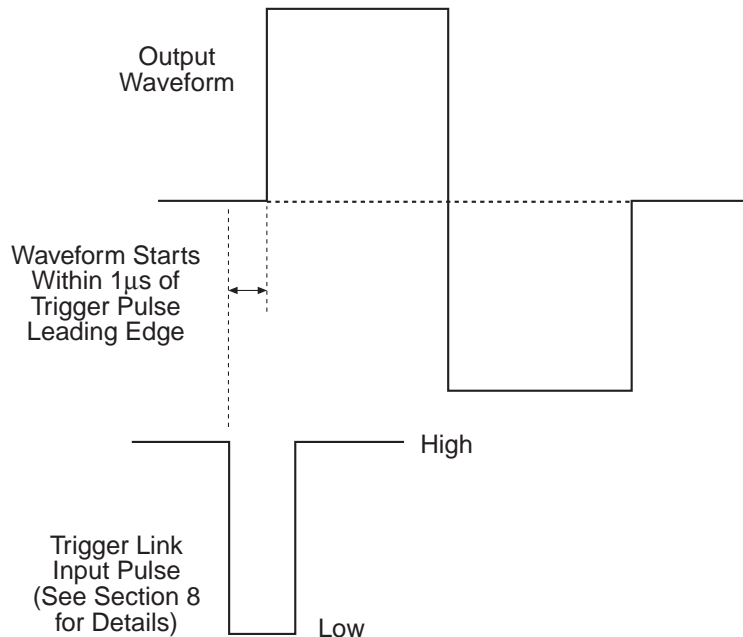 Output
Waveform
Waveform Starts
Within 1µs of
Trigger Pulse
Leading Edge
High
Trigger Link
Input Pulse
(See Section 8
for Details)
Low